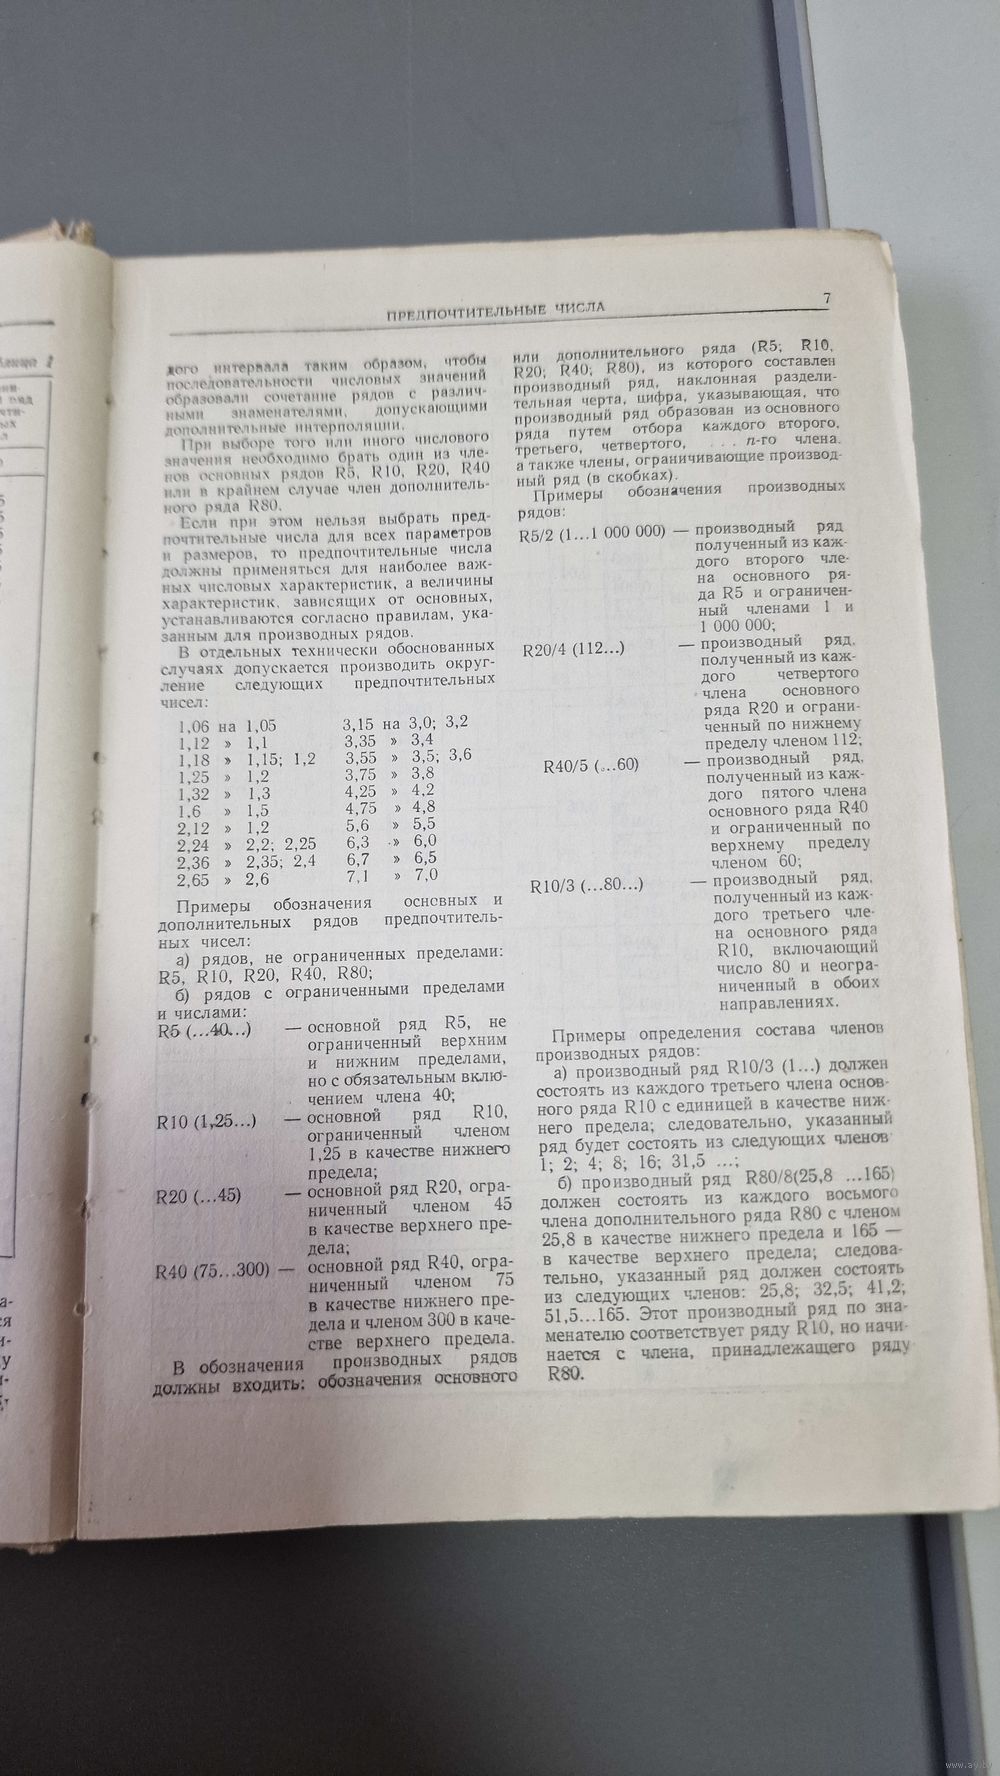 ПРЕДПОЧТИТЕЛЬНЫЕ ЧИСЛА
7
дого интервала таким образом, чтобы
последовательности числовых значений
образовали сочетание рядов с различ-
ными знаменателями, допускающими
дополнительные интерполяции.
При выборе того или иного числового
значения необходимо брать один из чле-
нов основных рядов R5, R10, R20, R40
или в крайнем случае член дополнитель-
ного ряда R80.
Если при этом нельзя выбрать пред-
почтительные числа для всех параметров
и размеров, то предпочтительные числа
должны применяться для наиболее важ-
ных числовых характеристик, а величины
характеристик, зависящих от основных,
устанавливаются согласно правилам, ука-
занным для производных рядов.
В отдельных технически обоснованных
случаях допускается производить округ-
ление следующих предпочтительных
чисел:
1,06 на 1,05 3,15 на 3,0; 3,2
1,12 » 1,1 3,35 » 3,4
1,18 » 1,15; 1,2 3,55 » 3,5; 3,6
1,25 » 1,2 3,75 » 3,8
1,32 » 1,3 4,25 » 4,2
1,6 » 1,5 4,75 » 4,8
2,12 » 1,2 5,6 » 5,5
2,24 » 2,2; 2,25 6,3 » 6,0
2,36 » 2,35; 2,4 6,7 » 6,5
2,65 » 2,6 7,1 » 7,0
Примеры обозначения основных и
дополнительных рядов предпочтитель-
ных чисел:
а) рядов, не ограниченных пределами:
R5, R10, R20, R40, R80;
б) рядов с ограниченными пределами
и числами:
R5 (...40...) — основной ряд R5, не
ограниченный верхним
и нижним пределами,
но с обязательным вклю-
чением члена 40;
R10 (1,25...) — основной ряд R10,
ограниченный членом
1,25 в качестве нижнего
предела;
R20 (...45) — основной ряд R20, огра-
ниченный членом 45
в качестве верхнего пре-
дела;
R40 (75...300) — основной ряд R40, огра-
ниченный членом 75
в качестве нижнего пре-
дела и членом 300 в каче-
стве верхнего предела.
В обозначения производных рядов
должны входить: обозначения основного
или дополнительного ряда (R5; R10,
R20; R40; R80), из которого составлен
производный ряд, наклонная раздели-
тельная черта, цифра, указывающая, что
производный ряд образован из основного
ряда путем отбора каждого второго,
третьего, четвертого, . . . n-го члена,
а также члены, ограничивающие производ-
ный ряд (в скобках).
Примеры обозначения производных
рядов:
R5/2 (1...1 000 000) — производный ряд
полученный из каж-
дого второго чле-
на основного ря-
да R5 и ограничен-
ный членами 1 и
1 000 000;
R20/4 (112...) — производный ряд,
полученный из каж-
дого четвертого
члена основного
ряда R20 и ограни-
ченный по нижнему
пределу членом 112;
R40/5 (...60) — производный ряд,
полученный из каж-
дого пятого члена
основного ряда R40
и ограниченный по
верхнему пределу
членом 60;
R10/3 (...80...) — производный ряд,
полученный из каж-
дого третьего чле-
на основного ряда
R10, включающий
число 80 и неогра-
ниченный в обоих
направлениях.
Примеры определения состава членов
производных рядов:
а) производный ряд R10/3 (1...) должен
состоять из каждого третьего члена основ-
ного ряда R10 с единицей в качестве ниж-
него предела; следовательно, указанный
ряд будет состоять из следующих членов
1; 2; 4; 8; 16; 31,5 ...;
б) производный ряд R80/8(25,8 ...165)
должен состоять из каждого восьмого
члена дополнительного ряда R80 с членом
25,8 в качестве нижнего предела и 165 —
в качестве верхнего предела; следова-
тельно, указанный ряд должен состоять
из следующих членов: 25,8; 32,5; 41,2;
51,5...165. Этот производный ряд по зна-
менателю соответствует ряду R10, но начи-
нается с члена, принадлежащего ряду
R80.